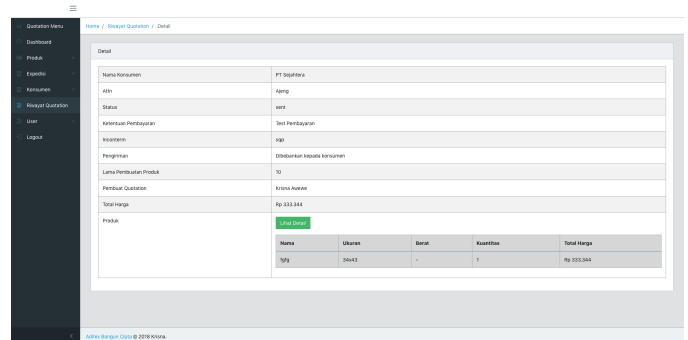 Quotation Menu
Home / Riwayat Quotation / Detail
Dashboard
Produk
Expedisi
Konsumen
Riwayat Quotation
User
Logout
Detail
Nama Konsumen PT Sejahtera
Attn Ajeng
Status sent
Ketentuan Pembayaran Test Pembayaran
Inconterm sqp
Pengiriman Dibebankan kepada konsumen
Lama Pembuatan Produk 10
Pembuat Quotation Krisna Awewe
Total Harga Rp 333.344
Produk Lihat Detail
Nama Ukuran Berat Kuantitas Total Harga
fgfg 34x43 - 1 Rp 333.344
Aditex Bangun Cipta © 2018 Krisna.